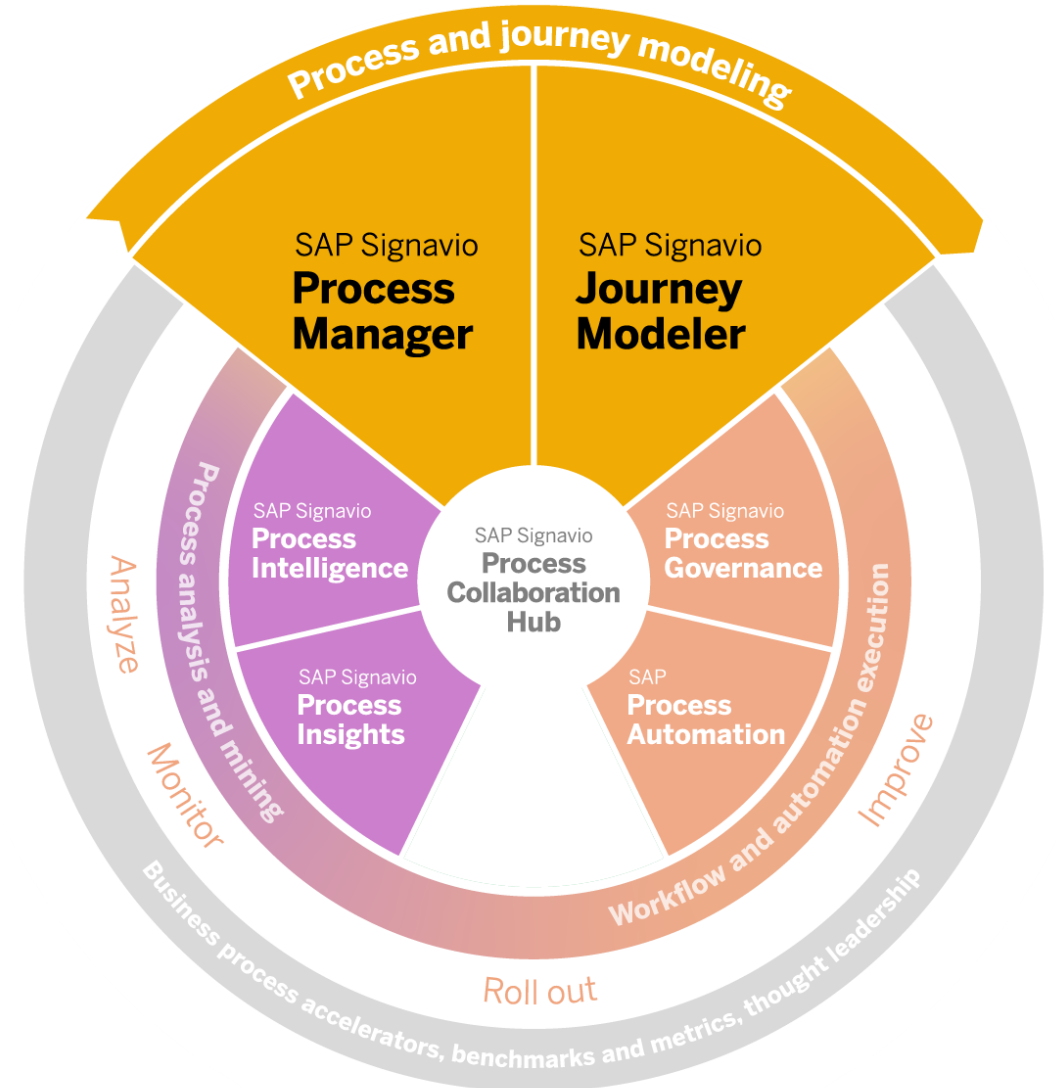 Process and journey modeling
SAP Signavio
Process
Manager
SAP Signavio
Journey
Modeler
Process analysis and mining
SAP Signavio
Process
Intelligence
SAP Signavio
Process
Insights
SAP Signavio
Process
Collaboration
Hub
SAP Signavio
Process
Governance
SAP
Process
Automation
Workflow and automation execution
Analyze
Monitor
Roll out
Improve
Business process accelerators, benchmarks and metrics, thought leadership